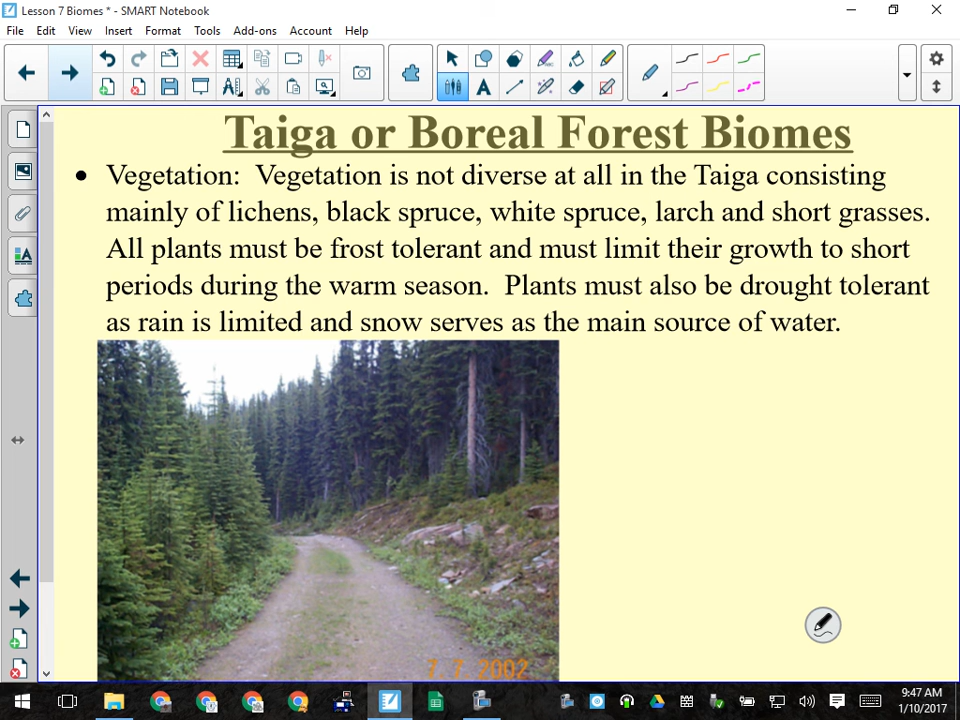 Lesson 7 Biomes * - SMART Notebook
File Edit View Insert Format Tools Add-ons Account Help
Taiga or Boreal Forest Biomes
• Vegetation: Vegetation is not diverse at all in the Taiga consisting
mainly of lichens, black spruce, white spruce, larch and short grasses.
All plants must be frost tolerant and must limit their growth to short
periods during the warm season. Plants must also be drought tolerant
as rain is limited and snow serves as the main source of water.
7.7.2002
9:47 AM
1/10/2017